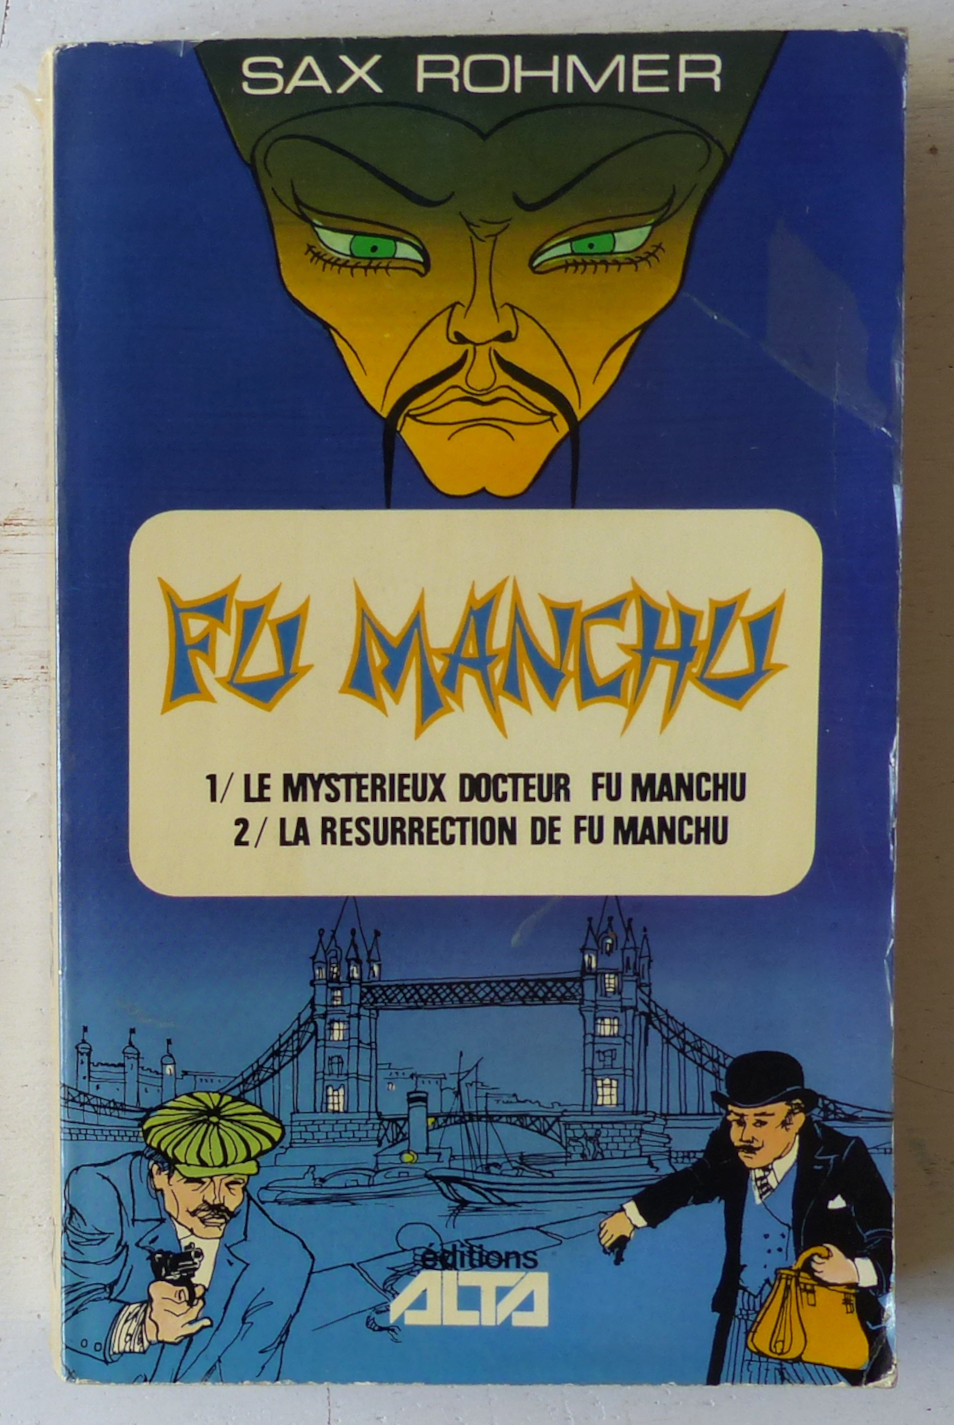 SAX ROHMER
FU MANCHU
1/ LE MYSTERIEUX DOCTEUR FU MANCHU
2/ LA RESURRECTION DE FU MANCHU
éditions
ALTA